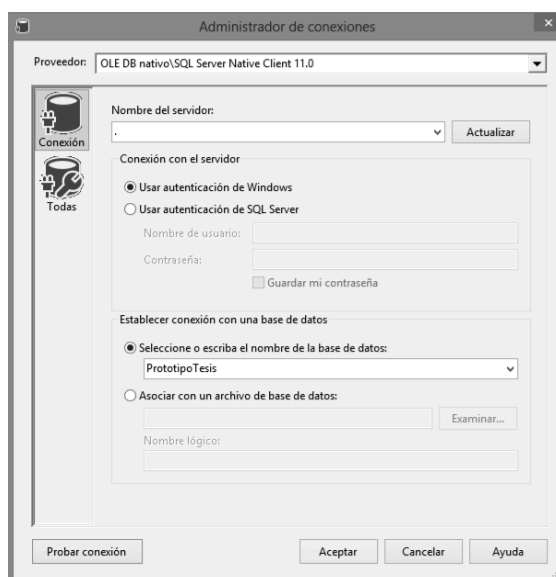 Administrador de conexiones
Proveedor: OLE DB nativo\SQL Server Native Client 11.0
Conexión
Todas
Nombre del servidor:
. Actualizar
Conexión con el servidor
Usar autenticación de Windows
Usar autenticación de SQL Server
Nombre de usuario:
Contraseña:
Guardar mi contraseña
Establecer conexión con una base de datos
Seleccione o escriba el nombre de la base de datos:
PrototipoTesis
Asociar con un archivo de base de datos:
Examinar...
Nombre lógico:
Probar conexión Aceptar Cancelar Ayuda